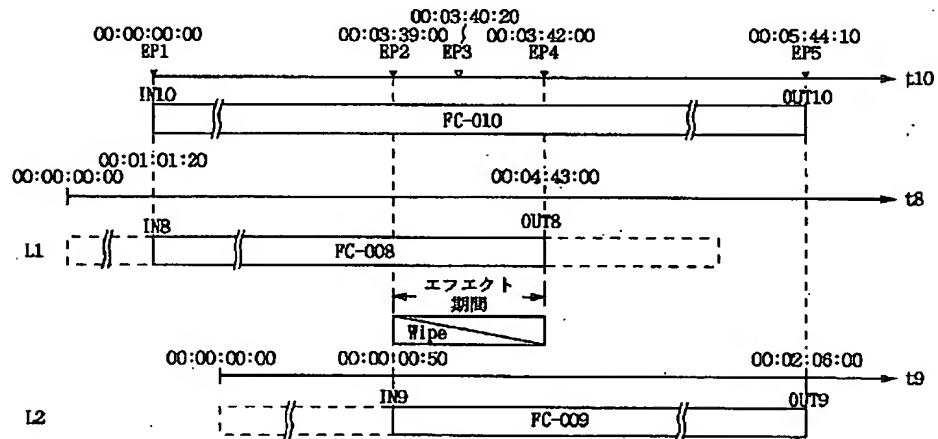 00:03:40:20
00:00:00:00 00:03:39:00 00:03:42:00 00:05:44:10
EP1 EP2 EP3 EP4 EP5
t10
IN10 OUT10
FC-010
00:01:01:20
00:00:00:00 00:04:43:00
t8
IN8 OUT8
L1 FC-008
エフェクト
期間
Wipe
00:00:00:00 00:00:00:50 00:02:06:00
t9
IN9 OUT9
L2 FC-009